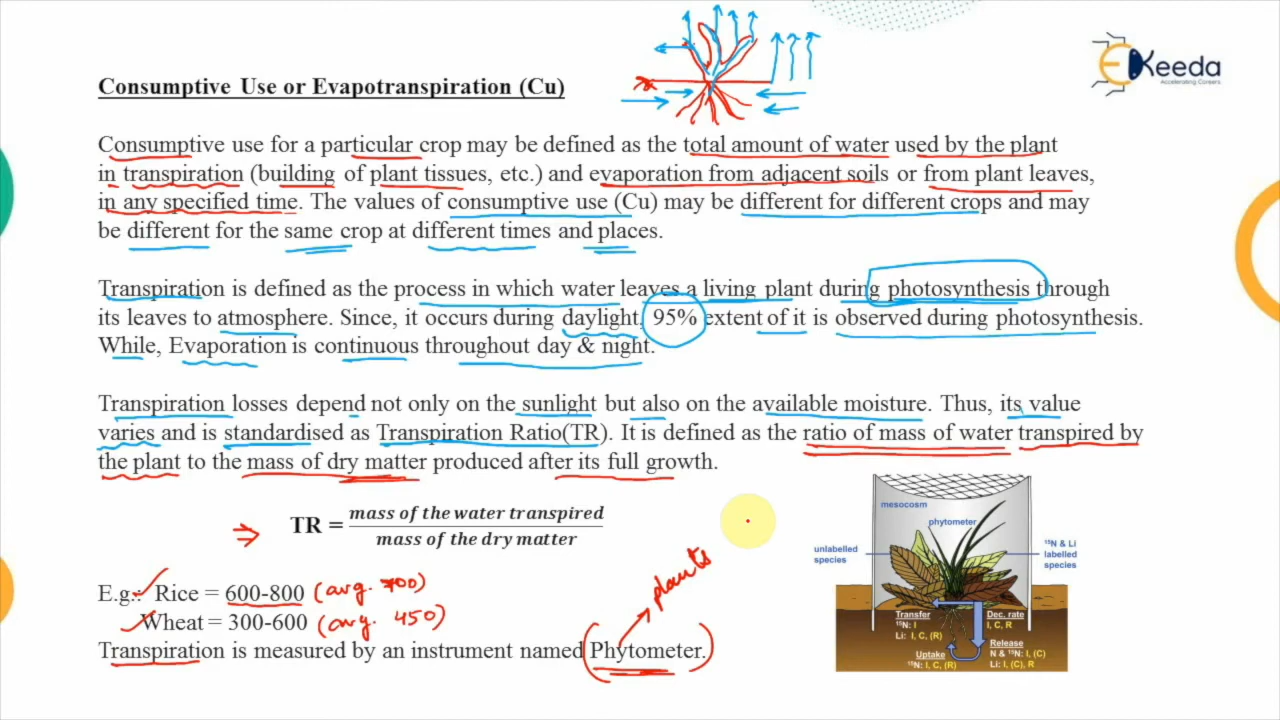 EKeeda
Accelerating Careers
Consumptive Use or Evapotranspiration (Cu)
Consumptive use for a particular crop may be defined as the total amount of water used by the plant
in transpiration (building of plant tissues, etc.) and evaporation from adjacent soils or from plant leaves,
in any specified time. The values of consumptive use (Cu) may be different for different crops and may
be different for the same crop at different times and places.
Transpiration is defined as the process in which water leaves a living plant during photosynthesis through
its leaves to atmosphere. Since, it occurs during daylight, 95% extent of it is observed during photosynthesis.
While, Evaporation is continuous throughout day & night.
Transpiration losses depend not only on the sunlight but also on the available moisture. Thus, its value
varies and is standardised as Transpiration Ratio(TR). It is defined as the ratio of mass of water transpired by
the plant to the mass of dry matter produced after its full growth.
TR = mass of the water transpired
mass of the dry matter
E.g.: Rice = 600-800 (avg. 700)
Wheat = 300-600 (avg. 450)
Transpiration is measured by an instrument named Phytometer.
plants
mesocosm
phytometer
unlabelled
species
15N & Li
labelled
species
Transfer
15N: I
Li: I, C, (R)
Dec. rate
I, C, R
Release
N & 15N: I, (C)
Li: I, (C), R
Uptake
15N: I, C, (R)